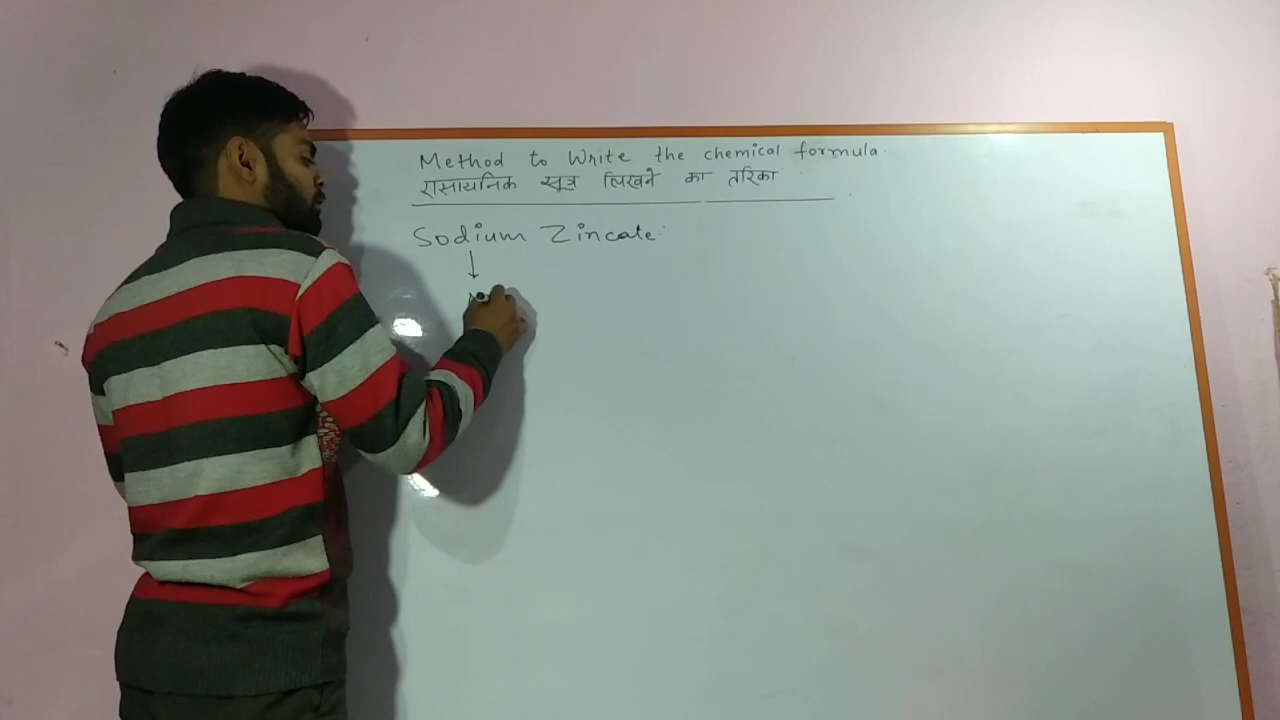 Method to Write the chemical formula
रासायनिक सूत्र लिखने का तरिका
Sodium Zincate